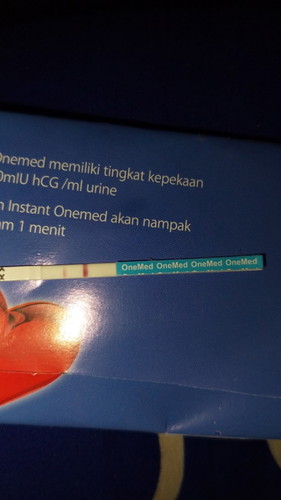 Onemed memiliki tingkat kepekaan
0mIU hCG /ml urine
Instant Onemed akan nampak
1 menit
OneMed OneMed OneMed OneMed